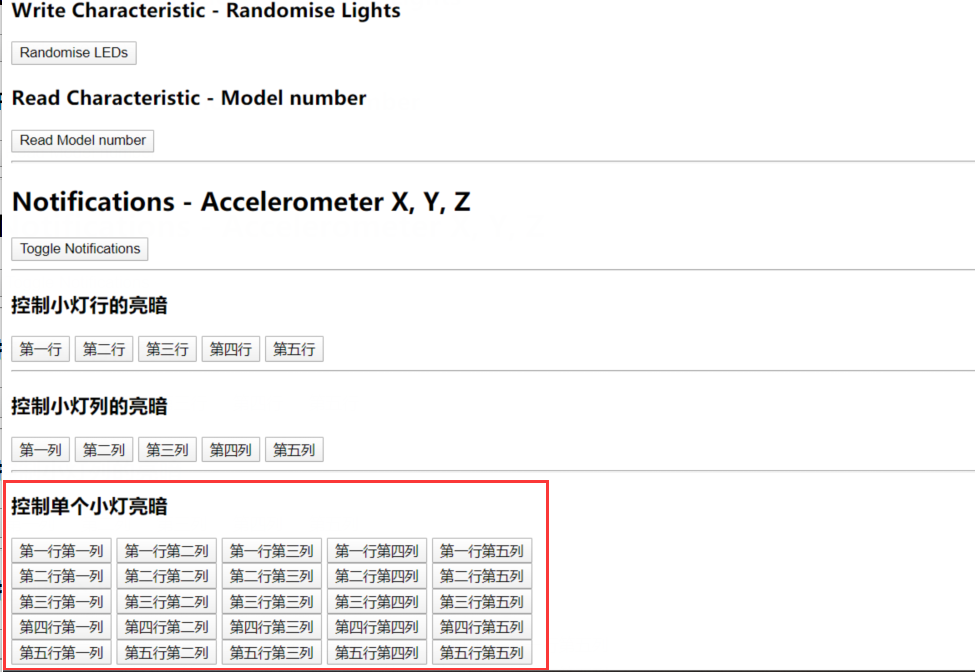 Write Characteristic - Randomise Lights
Randomise LEDs
Read Characteristic - Model number
Read Model number
Notifications - Accelerometer X, Y, Z
Toggle Notifications
控制小灯行的亮暗
第一行 第二行 第三行 第四行 第五行
控制小灯列的亮暗
第一列 第二列 第三列 第四列 第五列
控制单个小灯亮暗
第一行第一列 第一行第二列 第一行第三列 第一行第四列 第一行第五列
第二行第一列 第二行第二列 第二行第三列 第二行第四列 第二行第五列
第三行第一列 第三行第二列 第三行第三列 第三行第四列 第三行第五列
第四行第一列 第四行第二列 第四行第三列 第四行第四列 第四行第五列
第五行第一列 第五行第二列 第五行第三列 第五行第四列 第五行第五列